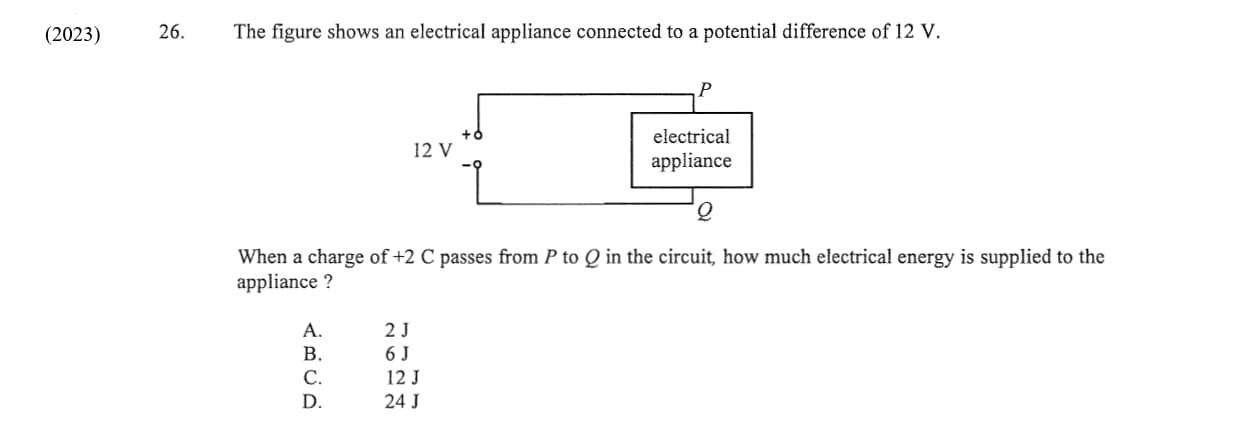 (2023) 26. The figure shows an electrical appliance connected to a potential difference of 12 V.
P
+
12 V
electrical
appliance
−
Q
When a charge of +2 C passes from P to Q in the circuit, how much electrical energy is supplied to the
appliance ?
A. 2 J
B. 6 J
C. 12 J
D. 24 J